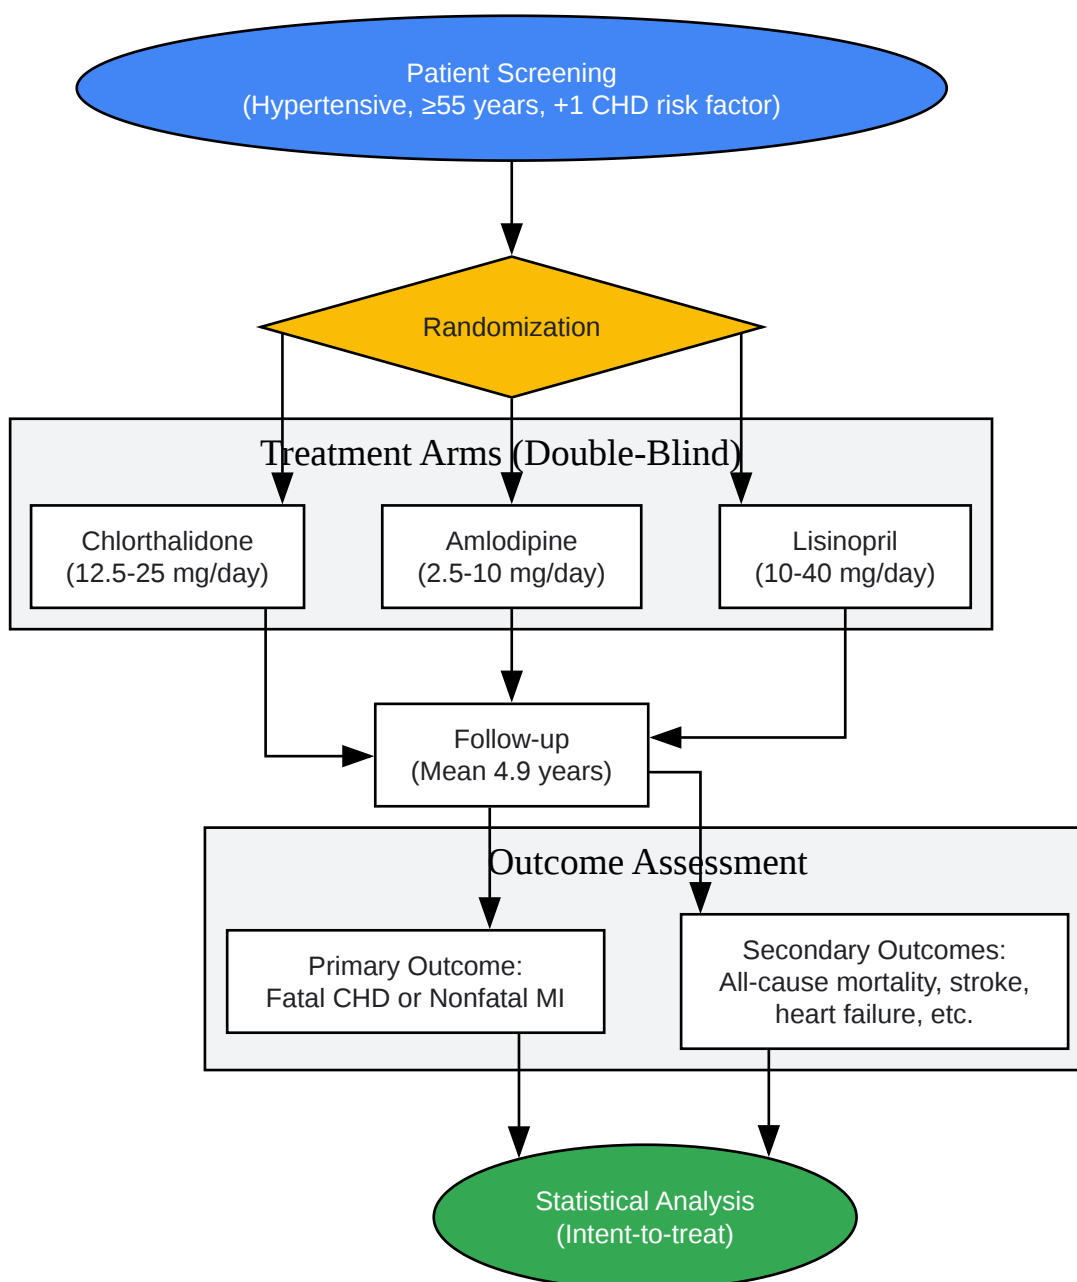 Patient Screening
(Hypertensive, ≥55 years, +1 CHD risk factor)
Randomization
Treatment Arms (Double-Blind)
Chlorthalidone
(12.5-25 mg/day)
Amlodipine
(2.5-10 mg/day)
Lisinopril
(10-40 mg/day)
Follow-up
(Mean 4.9 years)
Outcome Assessment
Primary Outcome:
Fatal CHD or Nonfatal MI
Secondary Outcomes:
All-cause mortality, stroke,
heart failure, etc.
Statistical Analysis
(Intent-to-treat)